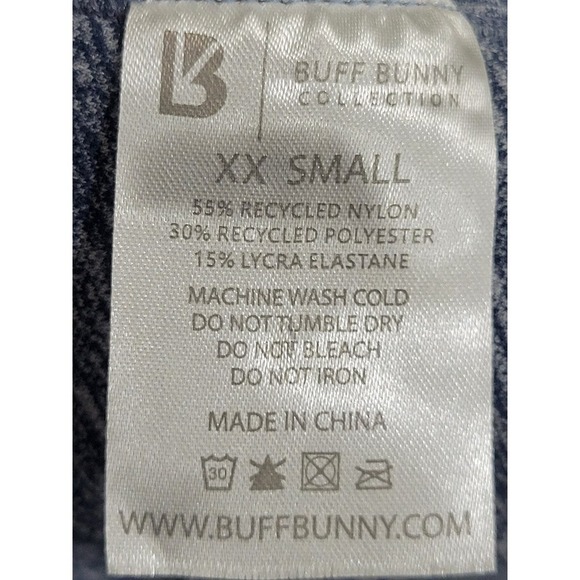 B
BUFF BUNNY
COLLECTION
XX SMALL
55% RECYCLED NYLON
30% RECYCLED POLYESTER
15% LYCRA ELASTANE
MACHINE WASH COLD
DO NOT TUMBLE DRY
DO NOT BLEACH
DO NOT IRON
MADE IN CHINA
30
WWW.BUFFBUNNY.COM